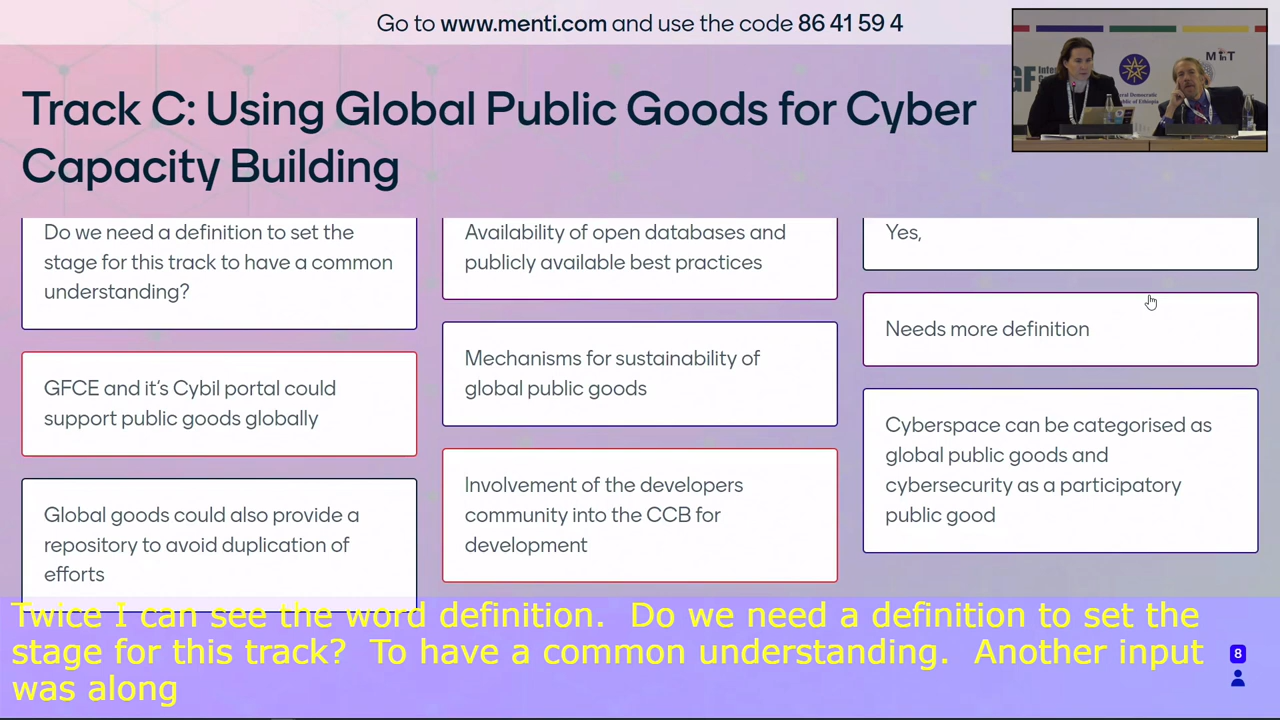 Go to www.menti.com and use the code 86 41 59 4
Track C: Using Global Public Goods for Cyber
Capacity Building
Do we need a definition to set the
stage for this track to have a common
understanding?
GFCE and it's Cybil portal could
support public goods globally
Global goods could also provide a
repository to avoid duplication of
efforts
Availability of open databases and
publicly available best practices
Mechanisms for sustainability of
global public goods
Involvement of the developers
community into the CCB for
development
Yes,
Needs more definition
Cyberspace can be categorised as
global public goods and
cybersecurity as a participatory
public good
Twice I can see the word definition. Do we need a definition to set the
stage for this track? To have a common understanding. Another input
was along
8